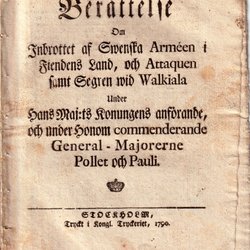 Berättelse
Om
Inbrottet af Swenska Arméen i
Fiendens Land, och Attaquen
samt Segren wid Walkiala
Under
Hans Maj:ts Konungens anförande,
och under Honom commenderande
General-Majorerne
Pollet och Pauli.
STOCKHOLM,
Tryckt i Kongl. Tryckeriet, 1790.